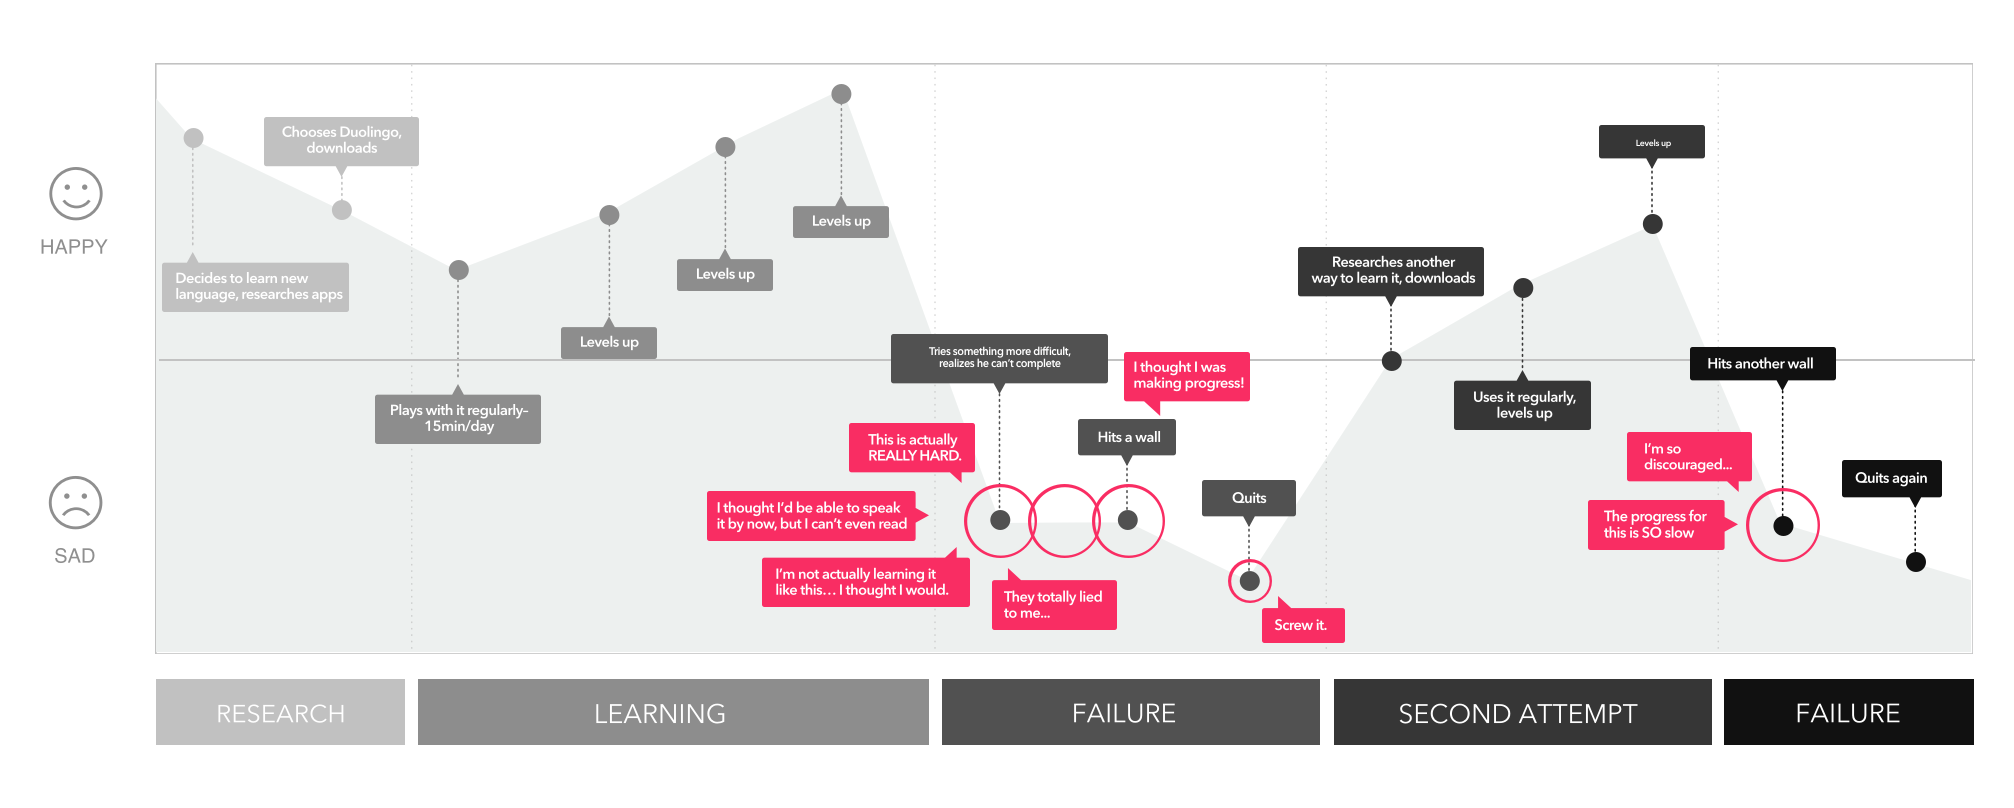 HAPPY
SAD
Decides to learn new
language, researches apps
Chooses Duolingo,
downloads
Plays with it regularly–
15min/day
Levels up
Levels up
Levels up
Tries something more difficult,
realizes he can't complete
This is actually
REALLY HARD.
I thought I'd be able to speak
it by now, but I can't even read
I'm not actually learning it
like this... I thought I would.
They totally lied
to me...
I thought I was
making progress!
Hits a wall
Quits
Screw it.
Researches another
way to learn it, downloads
Uses it regularly,
levels up
Levels up
Hits another wall
I'm so
discouraged...
The progress for
this is SO slow
Quits again
RESEARCH
LEARNING
FAILURE
SECOND ATTEMPT
FAILURE